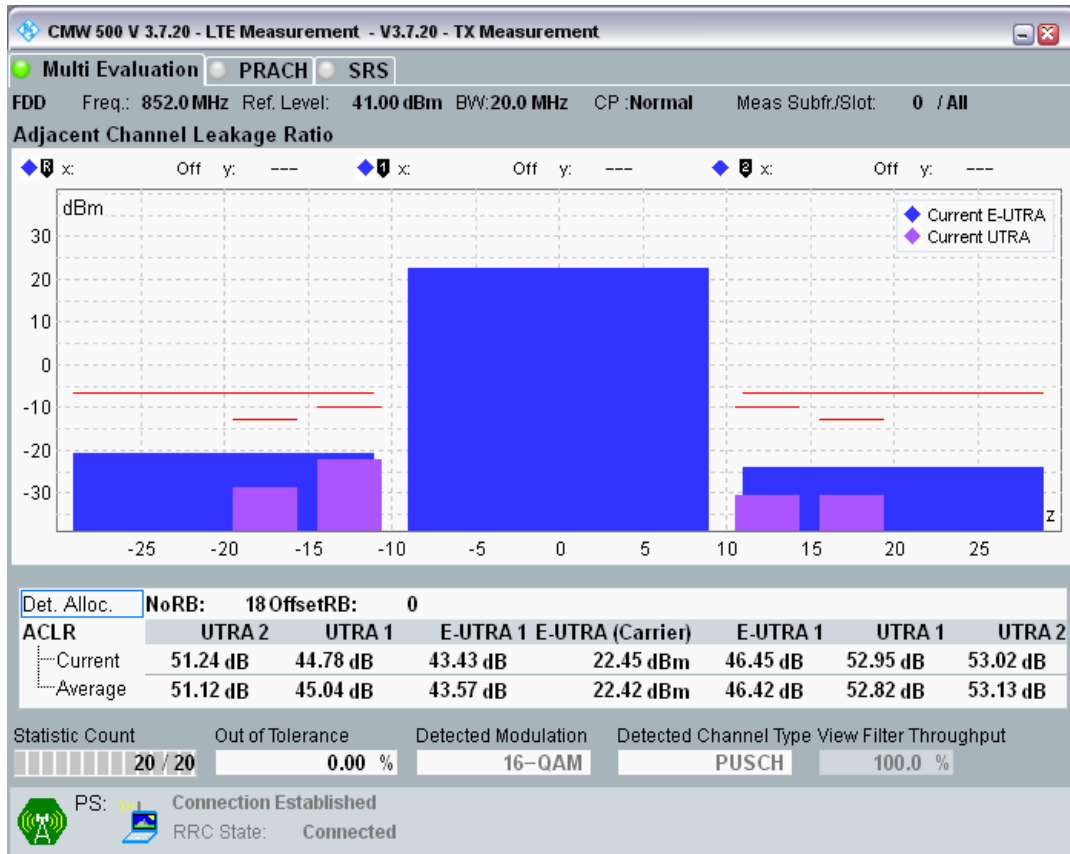 CMW 500 V 3.7.20 - LTE Measurement - V3.7.20 - TX Measurement
Multi Evaluation PRACH SRS
FDD Freq.: 852.0 MHz Ref. Level: 41.00 dBm BW: 20.0 MHz CP :Normal Meas Subfr./Slot: 0 / All
Adjacent Channel Leakage Ratio
R x: Off y: --- 1 x: Off y: --- 2 x: Off y: ---
dBm
Current E-UTRA
Current UTRA
30
20
10
0
-10
-20
-30
z
-25 -20 -15 -10 -5 0 5 10 15 20 25
Det. Alloc. NoRB: 18 OffsetRB: 0
ACLR UTRA 2 UTRA 1 E-UTRA 1 E-UTRA (Carrier) E-UTRA 1 UTRA 1 UTRA 2
Current 51.24 dB 44.78 dB 43.43 dB 22.45 dBm 46.45 dB 52.95 dB 53.02 dB
Average 51.12 dB 45.04 dB 43.57 dB 22.42 dBm 46.42 dB 52.82 dB 53.13 dB
Statistic Count Out of Tolerance Detected Modulation Detected Channel Type View Filter Throughput
20 / 20 0.00 % 16-QAM PUSCH 100.0 %
PS: Connection Established
RRC State: Connected